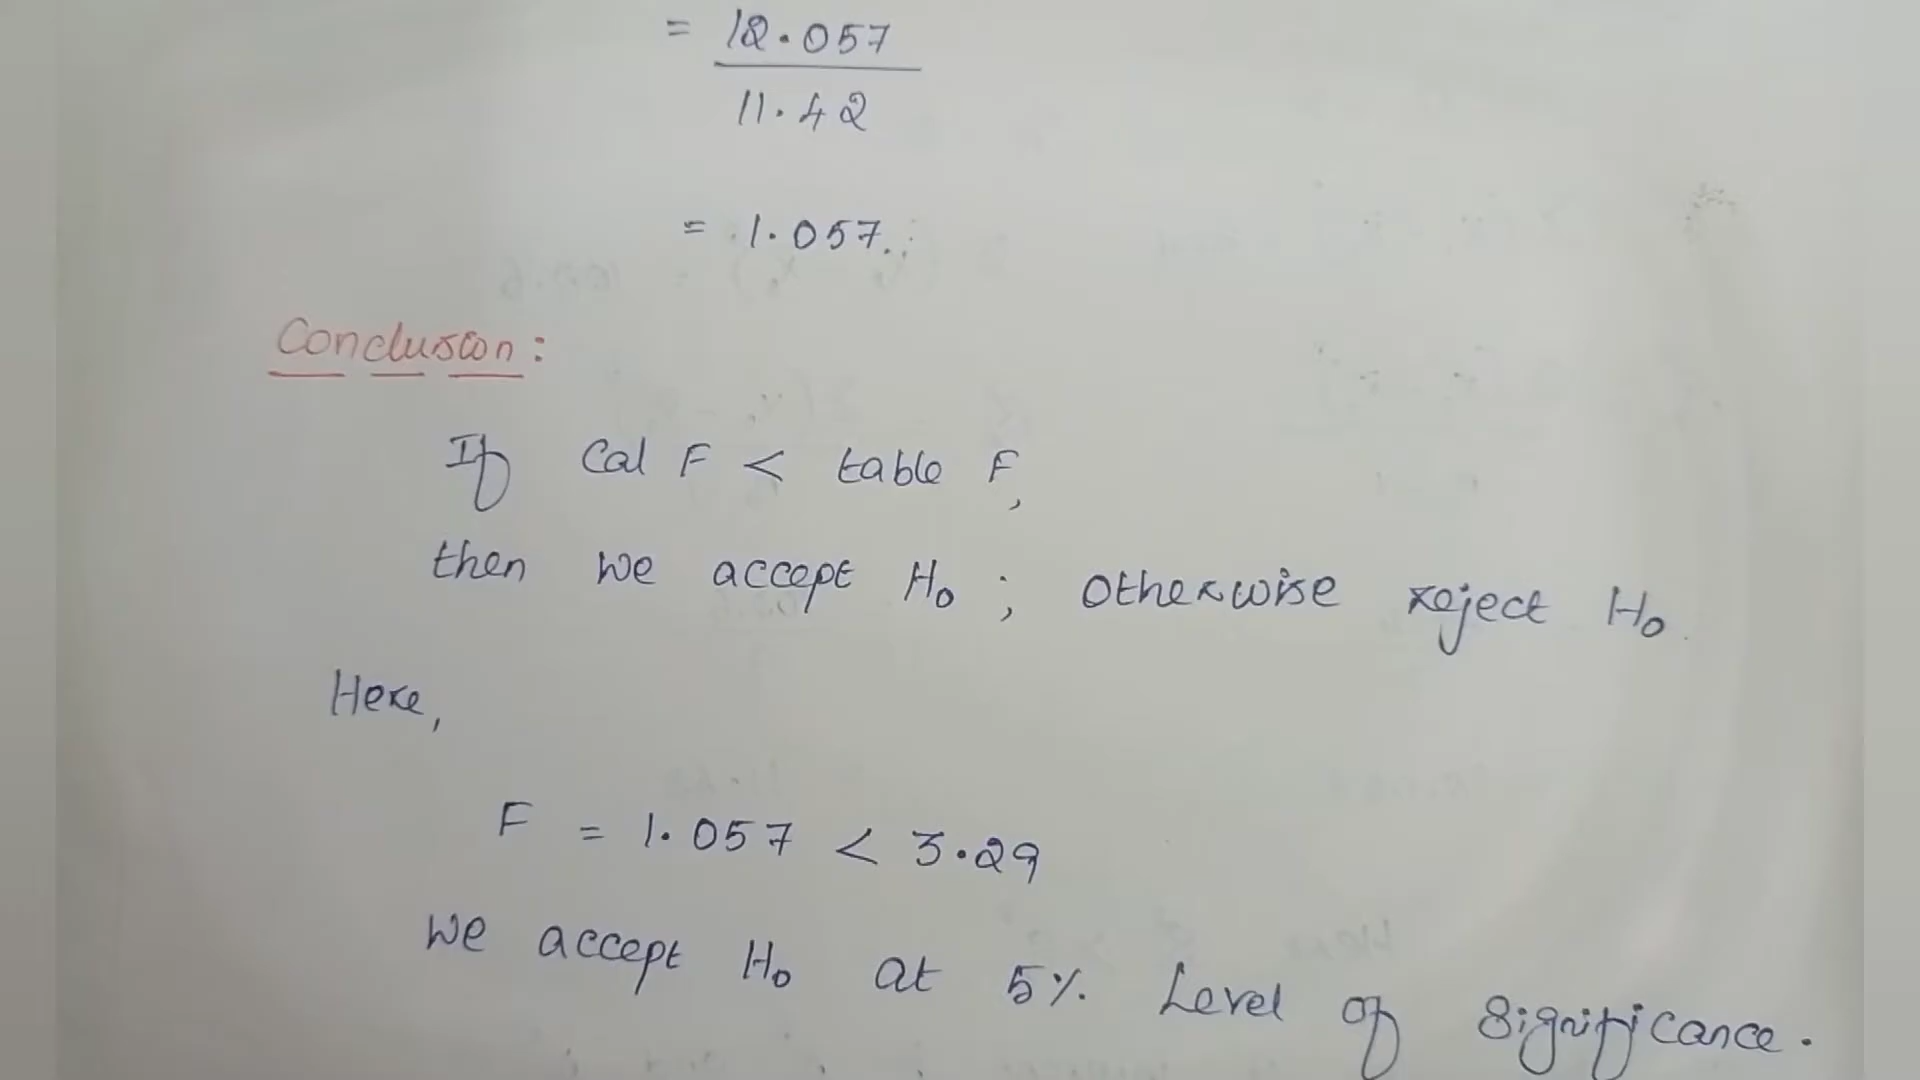 = 12.057
11.42
= 1.057.
Conclusion:
If Cal F < table F,
then we accept H₀ ; otherwise reject H₀.
Here,
F = 1.057 < 3.29
we accept H₀ at 5% Level of Significance.